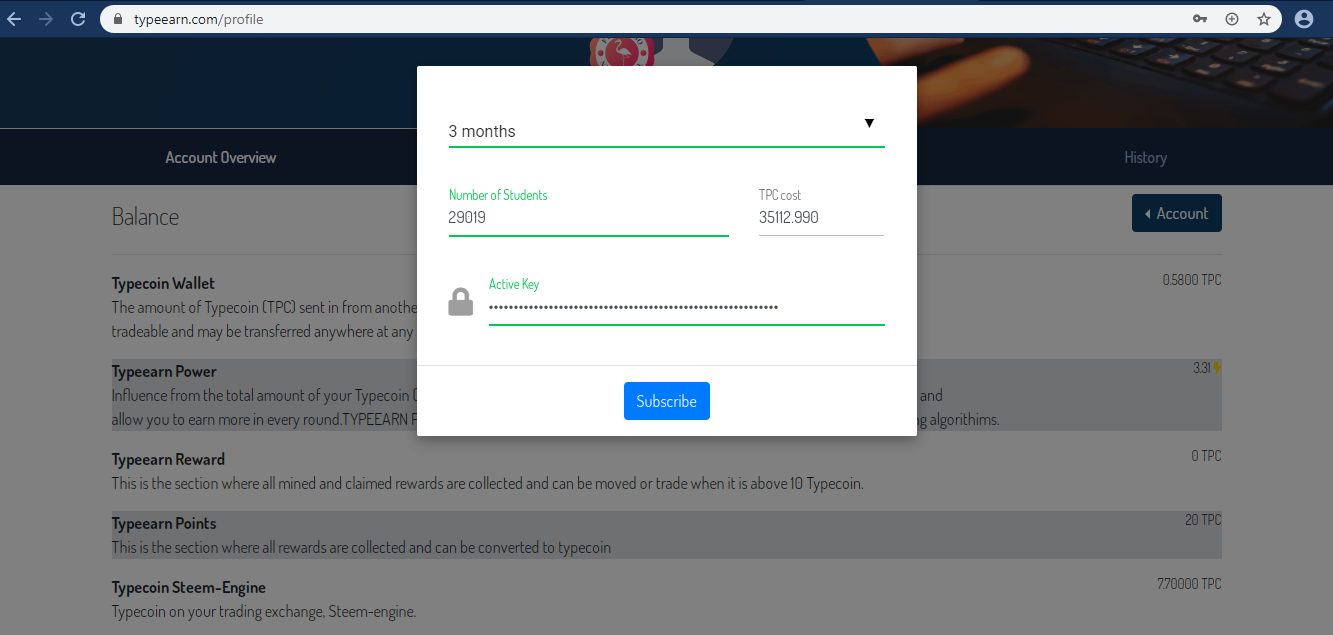 typeearn.com/profile
3 months
▼
Account Overview
History
Number of Students
TPC cost
29019
35112.990
Balance
Account
Active Key
••••••••••••••••••••••••••••••••••••••••••••••••••••••••••
Typecoin Wallet
0.5800 TPC
The amount of Typecoin (TPC) sent in from
tradeable and may be transferred anywhere at any
Typeearn Power
3.31
Influence from the total amount of your Typecoin
and
allow you to earn more in every round.TYPEEARN
algorithims.
Subscribe
Typeearn Reward
0 TPC
This is the section where all mined and claimed rewards are collected and can be moved or trade when it is above 10 Typecoin.
Typeearn Points
20 TPC
This is the section where all rewards are collected and can be converted to typecoin
Typecoin Steem-Engine
7.70000 TPC
Typecoin on your trading exchange, Steem-engine.